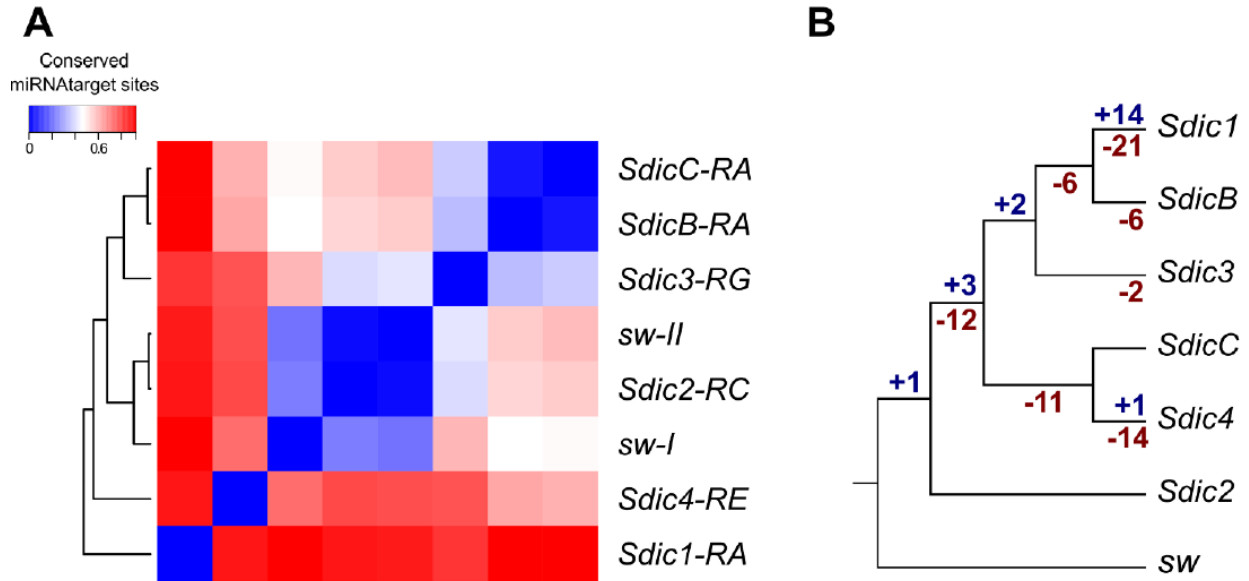 A
Conserved
miRNAtarget sites
0 0.6
SdicC-RA
SdicB-RA
Sdic3-RG
sw-II
Sdic2-RC
sw-I
Sdic4-RE
Sdic1-RA
B
+14 Sdic1
-21
-6
+2 SdicB
-6
Sdic3
+3 -2
-12
SdicC
+1 -11 +1 Sdic4
-14
Sdic2
sw